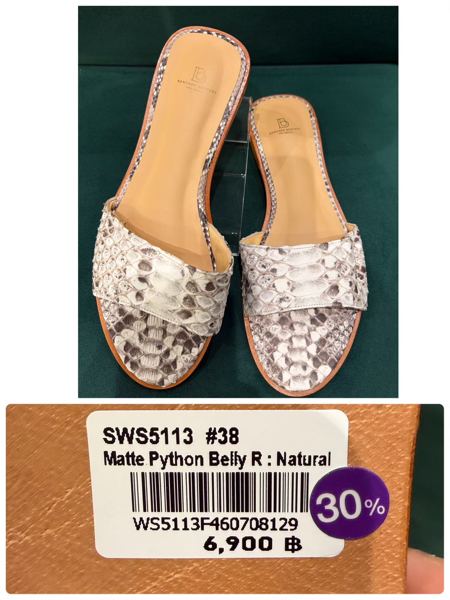 B
B
SWS5113 #38
Matte Python Belly R : Natural
WS5113F460708129
6,900 ฿
30%